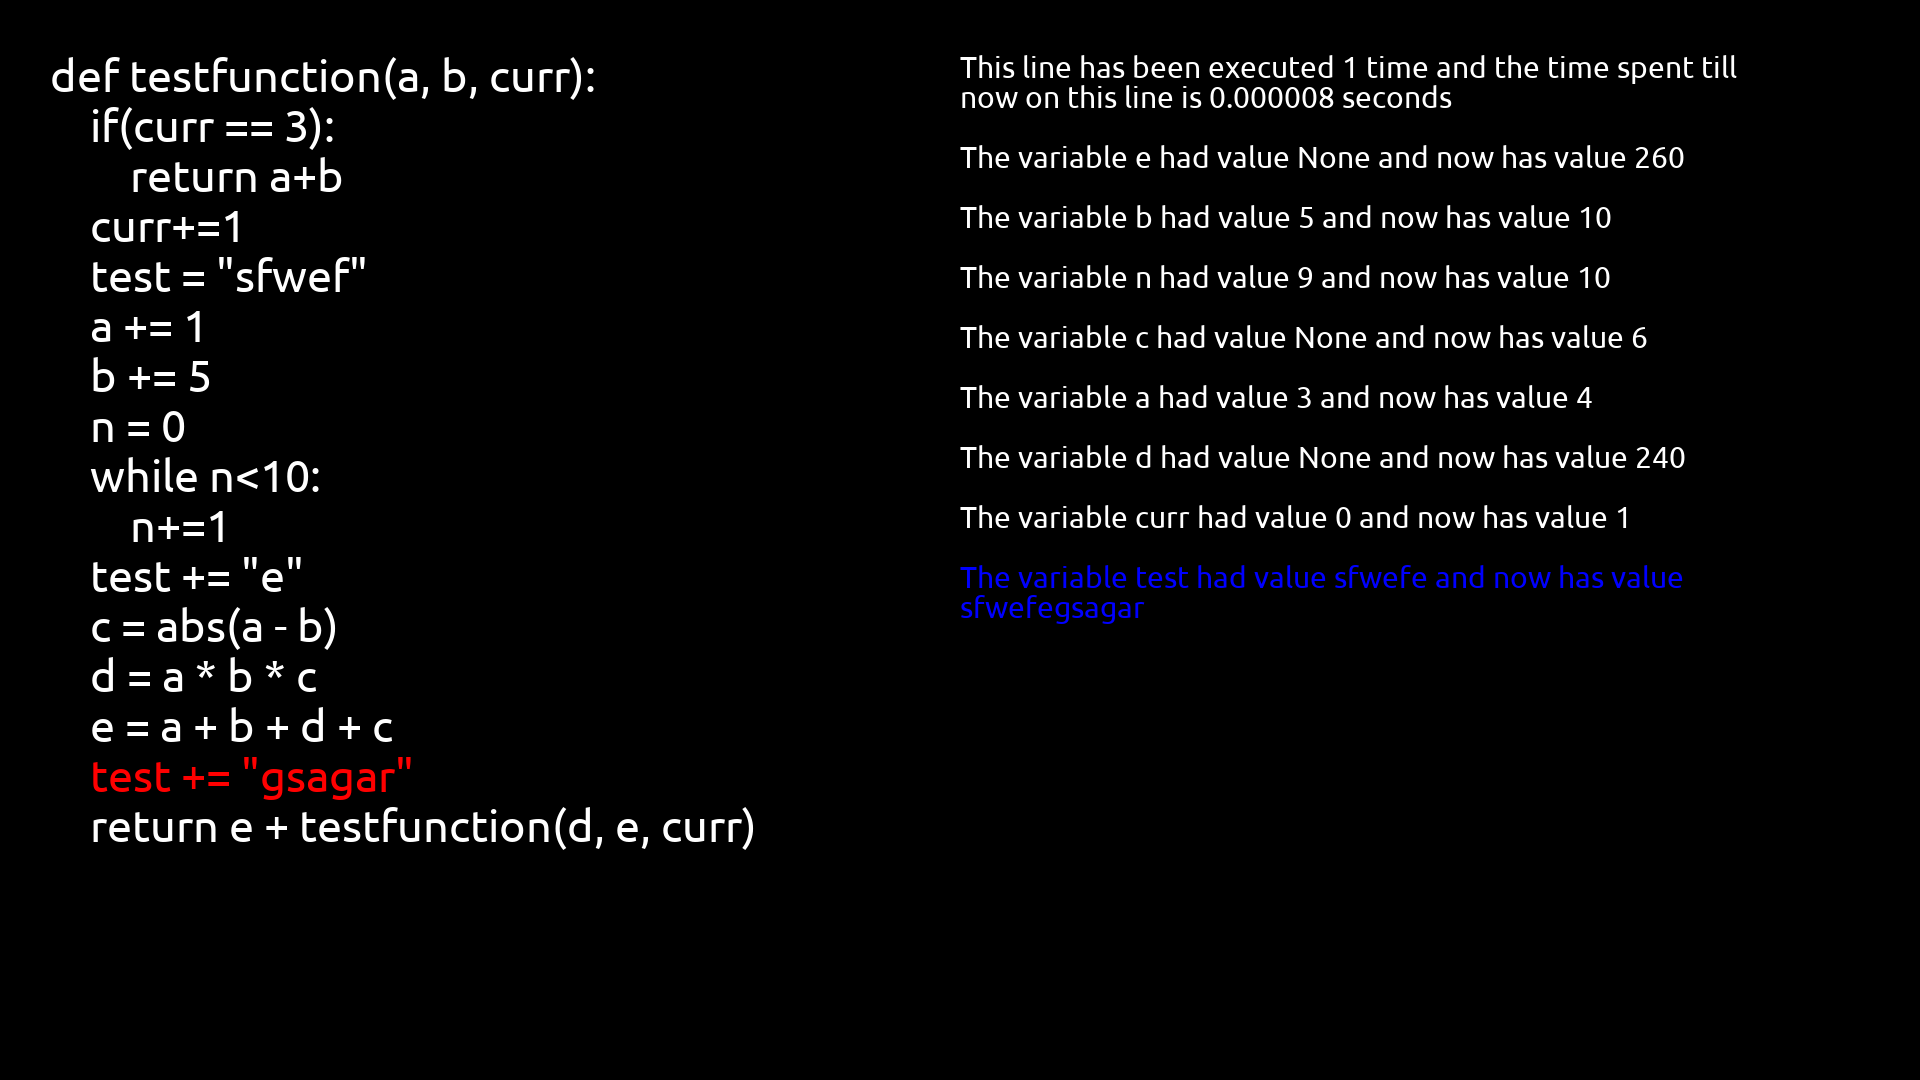 def testfunction(a, b, curr):
if(curr == 3):
return a+b
curr+=1
test = "sfwef"
a += 1
b += 5
n = 0
while n<10:
n+=1
test += "e"
c = abs(a - b)
d = a * b * c
e = a + b + d + c
test += "gsagar"
return e + testfunction(d, e, curr)
This line has been executed 1 time and the time spent till
now on this line is 0.000008 seconds
The variable e had value None and now has value 260
The variable b had value 5 and now has value 10
The variable n had value 9 and now has value 10
The variable c had value None and now has value 6
The variable a had value 3 and now has value 4
The variable d had value None and now has value 240
The variable curr had value 0 and now has value 1
The variable test had value sfwefe and now has value
sfwefegsagar